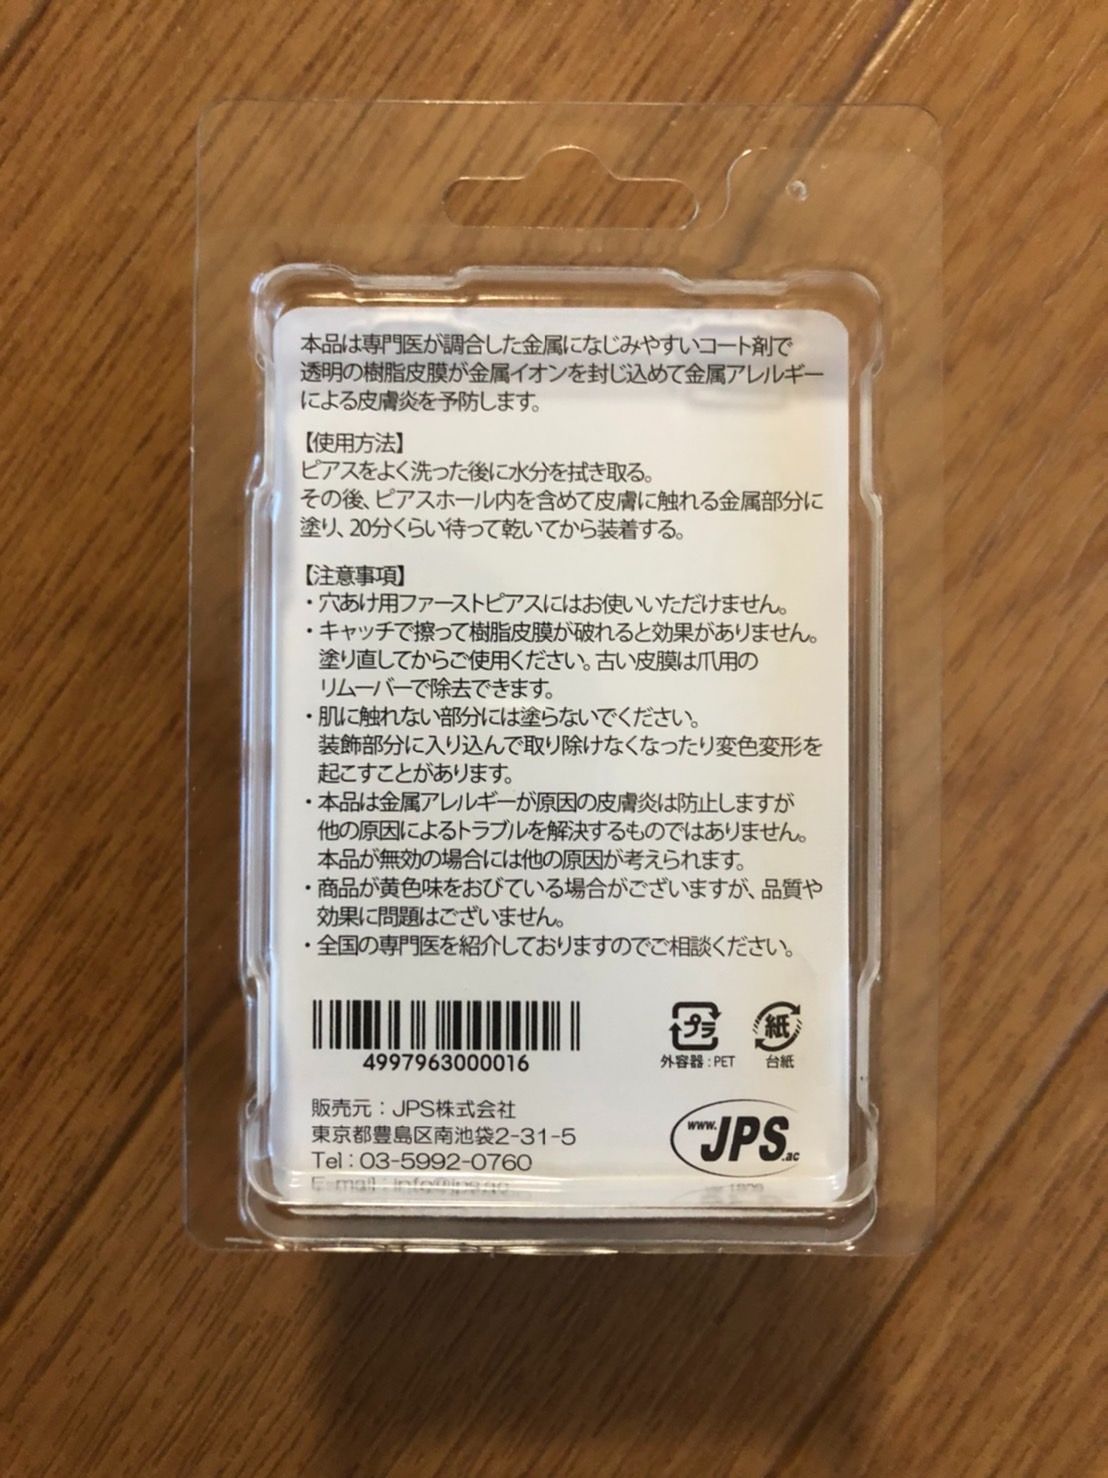 本品は専門医が調合した金属になじみやすいコート剤で
透明の樹脂皮膜が金属イオンを封じ込めて金属アレルギー
による皮膚炎を予防します。
【使用方法】
ピアスをよく洗った後に水分を拭き取る。
その後、ピアスホール内を含めて皮膚に触れる金属部分に
塗り、20分くらい待って乾いてから装着する。
【注意事項】
・穴あけ用ファーストピアスにはお使いいただけません。
・キャッチで擦って樹脂皮膜が破れると効果がありません。
塗り直してからご使用ください。古い皮膜は爪用の
リムーバーで除去できます。
・肌に触れない部分には塗らないでください。
装飾部分に入り込んで取り除けなくなったり変色変形を
起こすことがあります。
・本品は金属アレルギーが原因の皮膚炎は防止しますが
他の原因によるトラブルを解決するものではありません。
本品が無効の場合には他の原因が考えられます。
・商品が黄色味をおびている場合がございますが、品質や
効果に問題はございません。
・全国の専門医を紹介しておりますのでご相談ください。
4997963000016
プラ
外容器：PET
紙
台紙
販売元：JPS株式会社
東京都豊島区南池袋2-31-5
Tel：03-5992-0760
E-mail：info@jps.ac
www.JPS.ac